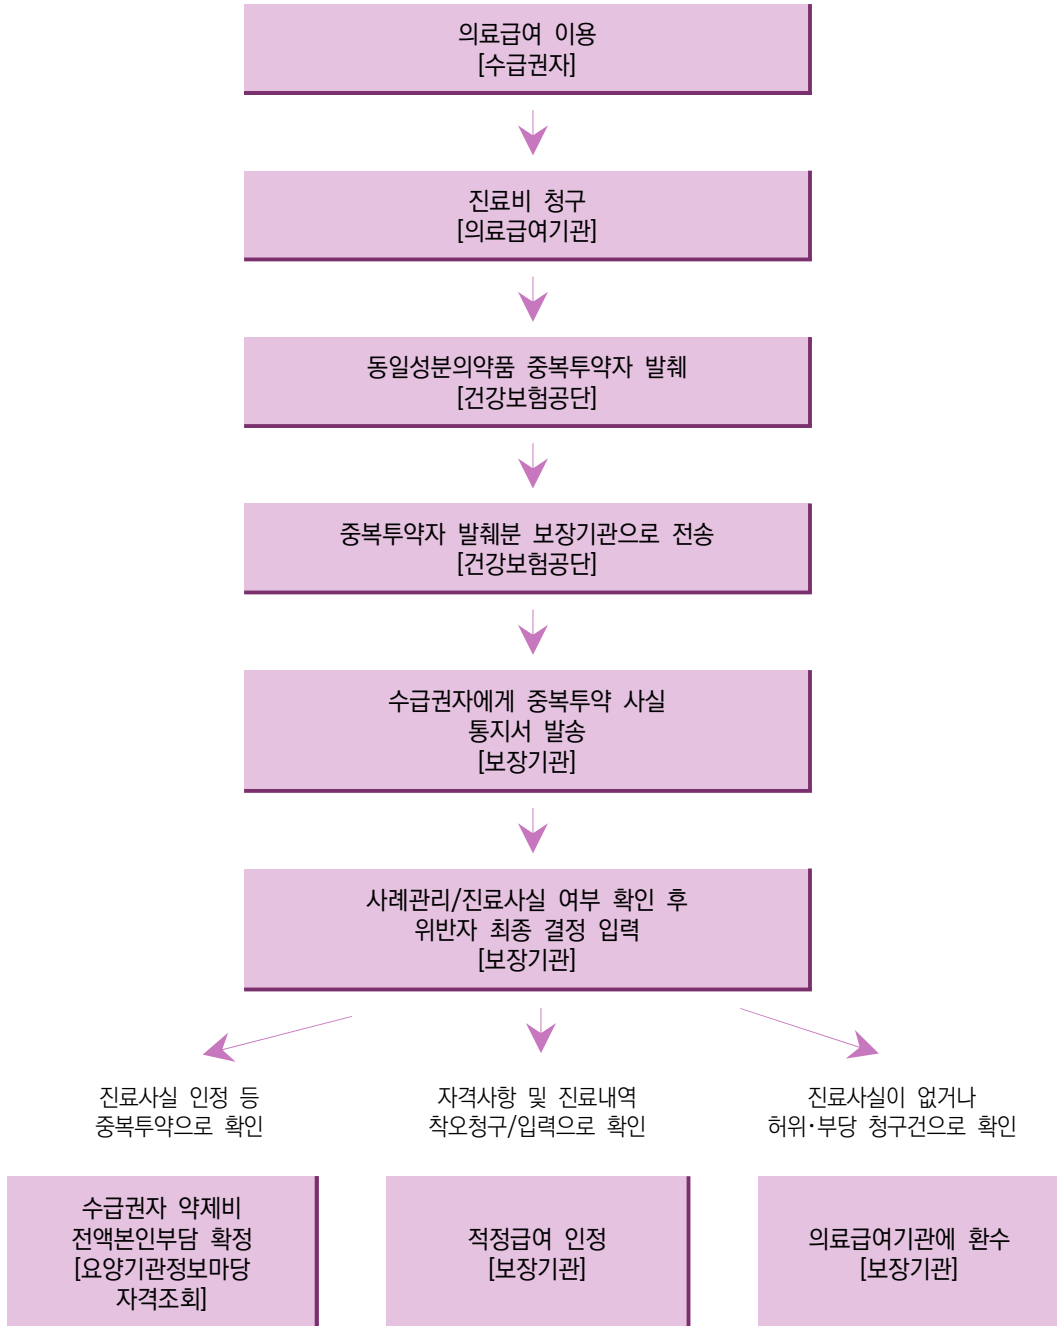 의료급여 이용
[수급권자]
진료비 청구
[의료급여기관]
동일성분의약품 중복투약자 발췌
[건강보험공단]
중복투약자 발췌분 보장기관으로 전송
[건강보험공단]
수급권자에게 중복투약 사실
통지서 발송
[보장기관]
사례관리/진료사실 여부 확인 후
위반자 최종 결정 입력
[보장기관]
진료사실 인정 등
중복투약으로 확인
자격사항 및 진료내역
착오청구/입력으로 확인
진료사실이 없거나
허위·부당 청구건으로 확인
수급권자 약제비
전액본인부담 확정
[요양기관정보마당
자격조회]
적정급여 인정
[보장기관]
의료급여기관에 환수
[보장기관]